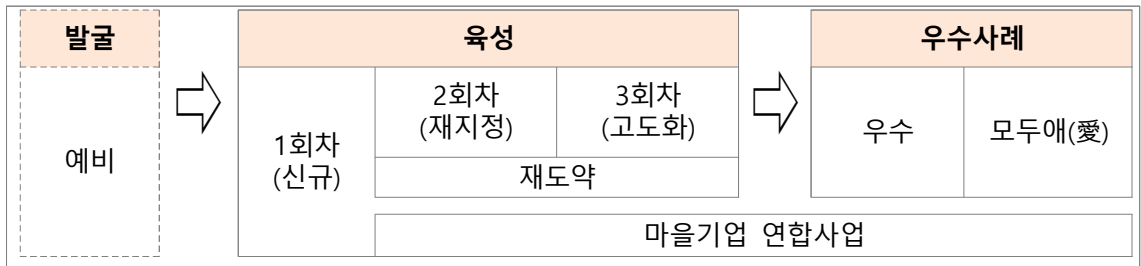 발굴
예비
육성
1회차
(신규)
2회차
(재지정)
3회차
(고도화)
재도약
우수사례
우수
모두애(愛)
마을기업 연합사업